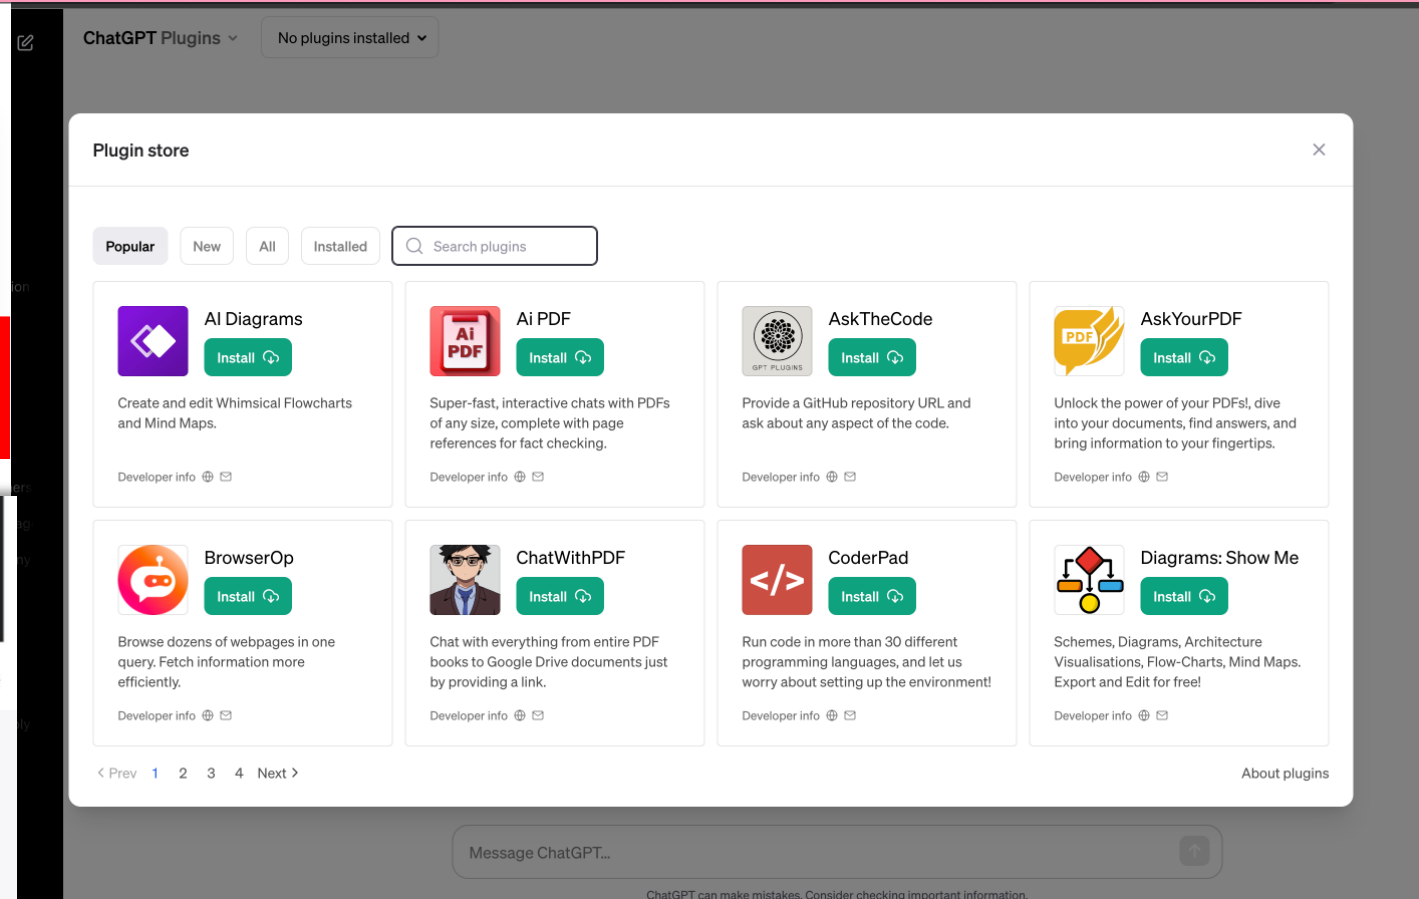 ChatGPT Plugins
No plugins installed
Plugin store
Popular
New
All
Installed
Search plugins
AI Diagrams
Install
Create and edit Whimsical Flowcharts
and Mind Maps.
Developer info
Ai
PDF
Ai PDF
Install
Super-fast, interactive chats with PDFs
of any size, complete with page
references for fact checking.
Developer info
GPT PLUGINS
AskTheCode
Install
Provide a GitHub repository URL and
ask about any aspect of the code.
Developer info
PDF
AskYourPDF
Install
Unlock the power of your PDFs!, dive
into your documents, find answers, and
bring information to your fingertips.
Developer info
BrowserOp
Install
Browse dozens of webpages in one
query. Fetch information more
efficiently.
Developer info
ChatWithPDF
Install
Chat with everything from entire PDF
books to Google Drive documents just
by providing a link.
Developer info
</>
CoderPad
Install
Run code in more than 30 different
programming languages, and let us
worry about setting up the environment!
Developer info
Diagrams: Show Me
Install
Schemes, Diagrams, Architecture
Visualisations, Flow-Charts, Mind Maps.
Export and Edit for free!
Developer info
Prev 1 2 3 4 Next
About plugins
Message ChatGPT...
ChatGPT can make mistakes. Consider checking important information.